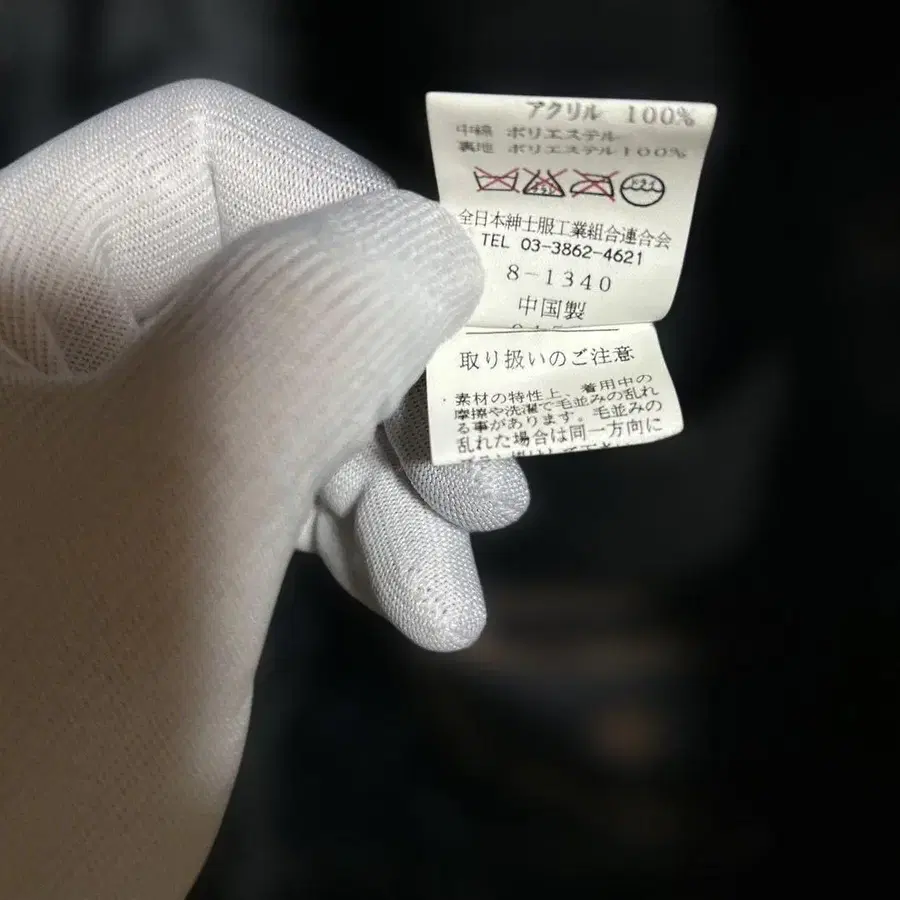 アクリル 100%
中綿 ポリエステル
裏地 ポリエステル100%
ドライ
全日本紳士服工業組合連合会
TEL 03-3862-4621
8-1340
中国製
取り扱いのご注意
素材の特性上、着用中の
摩擦や洗濯で毛並みの乱れ
る事があります。毛並みの
乱れた場合は同一方向に